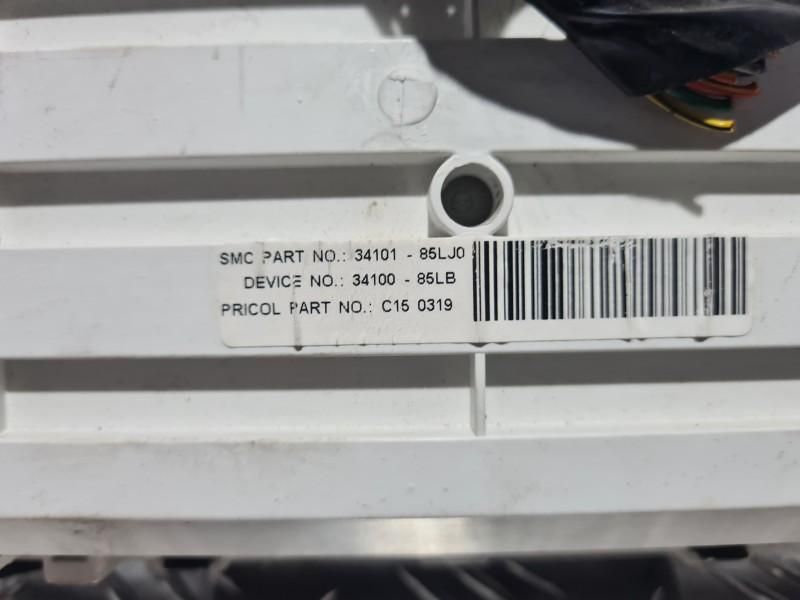 SMC PART NO.: 34101 - 85LJ0
DEVICE NO.: 34100 - 85LB
PRICOL PART NO.: C15 0319